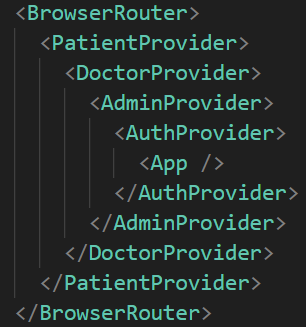 <BrowserRouter>
<PatientProvider>
<DoctorProvider>
<AdminProvider>
<AuthProvider>
<App />
</AuthProvider>
</AdminProvider>
</DoctorProvider>
</PatientProvider>
</BrowserRouter>